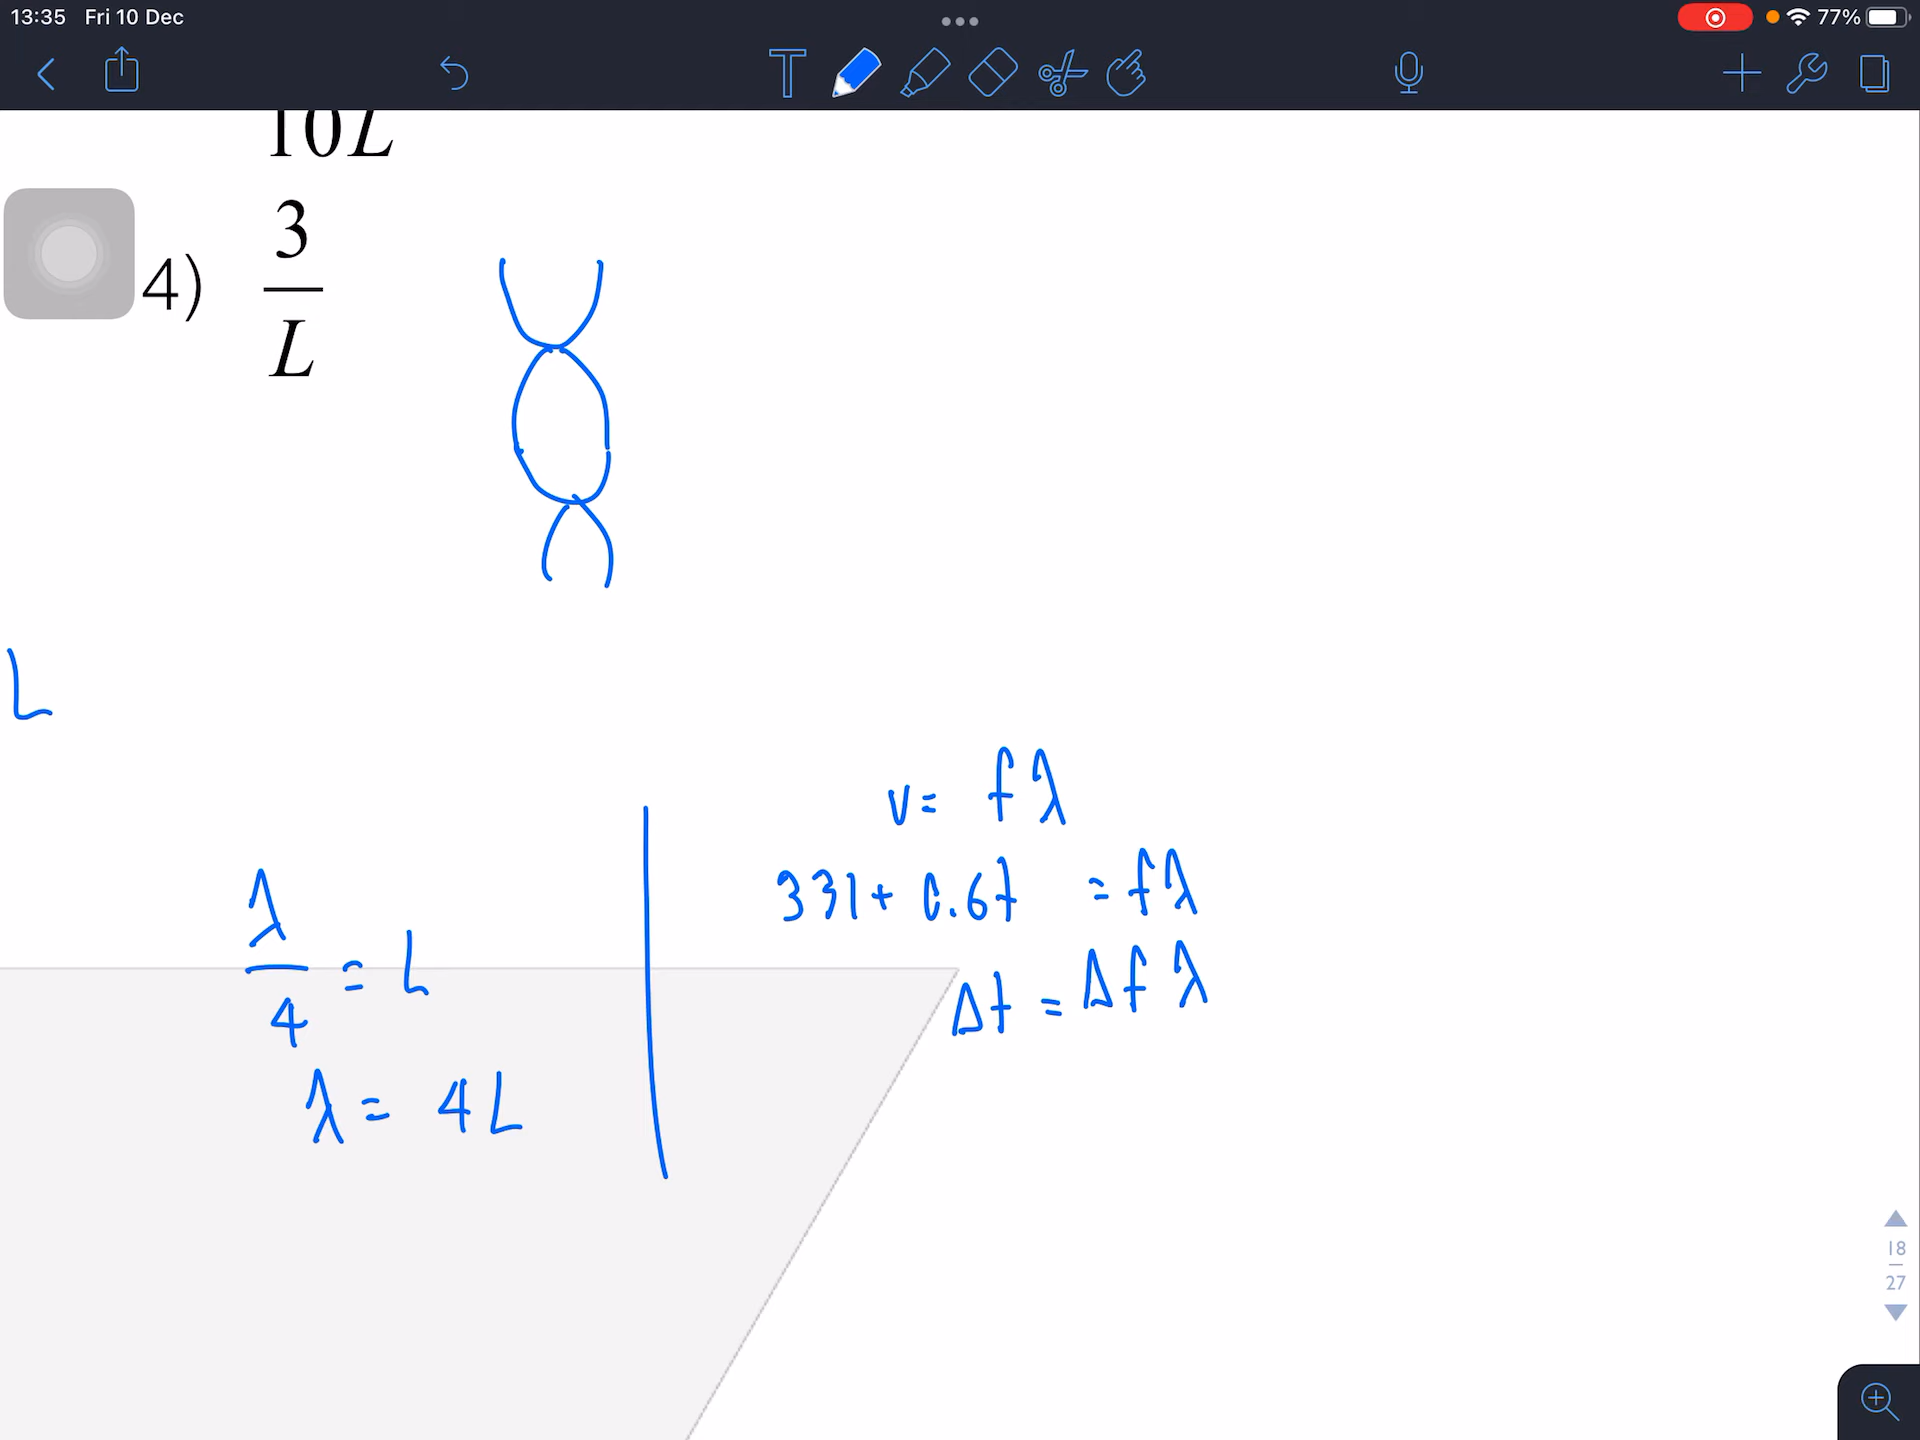 13:35 Fri 10 Dec
77%
T
10L
4) 3/L
L
v = fλ
331 + 0.6t = fλ
Δt = Δf λ
λ/4 = L
λ = 4L
18
27